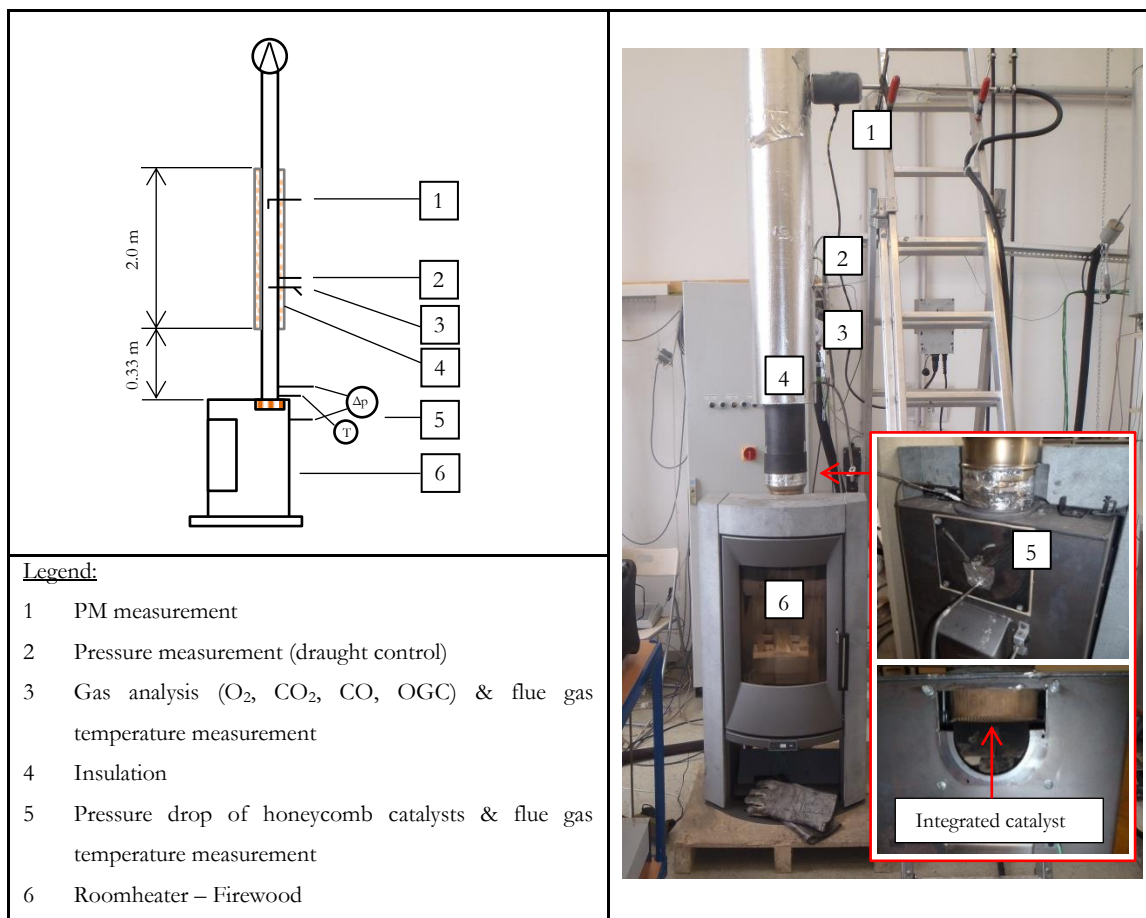 1
2
3
4
5
6
2.0 m
0.33 m
Δp
T
Legend:
1 PM measurement
2 Pressure measurement (draught control)
3 Gas analysis (O₂, CO₂, CO, OGC) & flue gas
temperature measurement
4 Insulation
5 Pressure drop of honeycomb catalysts & flue gas
temperature measurement
6 Roomheater – Firewood
1
2
3
4
5
6
Integrated catalyst